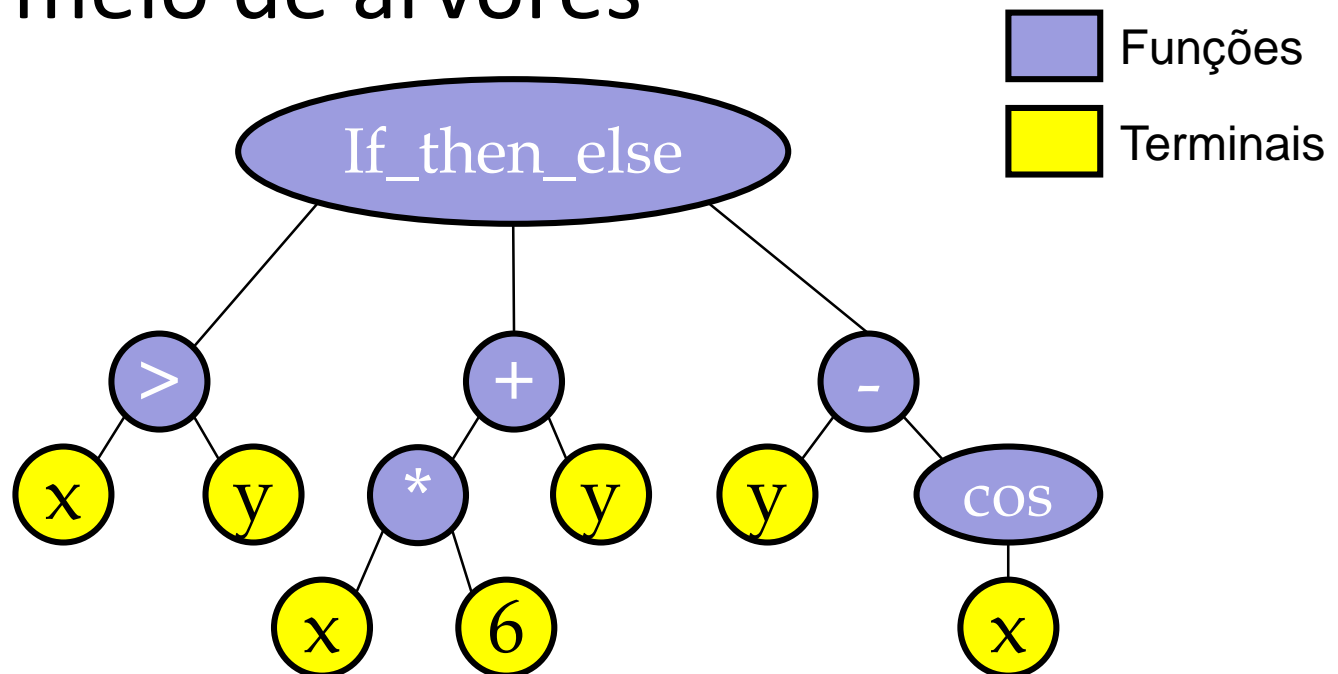 meio de árvores
Funções
Terminais
If_then_else
> + -
x y * y y cos
x 6 x